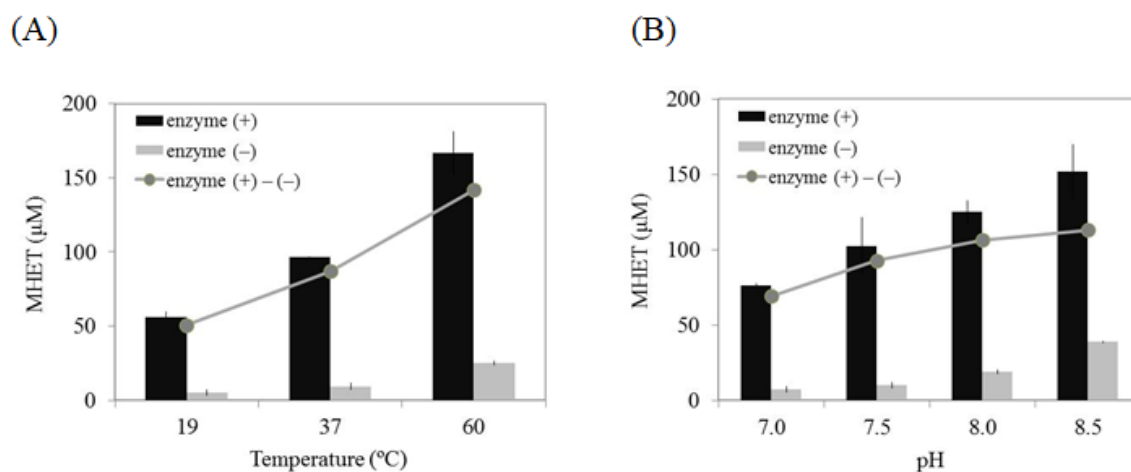 (A)
200
150
100
50
0
MHET (µM)
enzyme (+)
enzyme (–)
enzyme (+) – (–)
19 37 60
Temperature (ºC)
(B)
200
150
100
50
0
MHET (µM)
enzyme (+)
enzyme (–)
enzyme (+) – (–)
7.0 7.5 8.0 8.5
pH